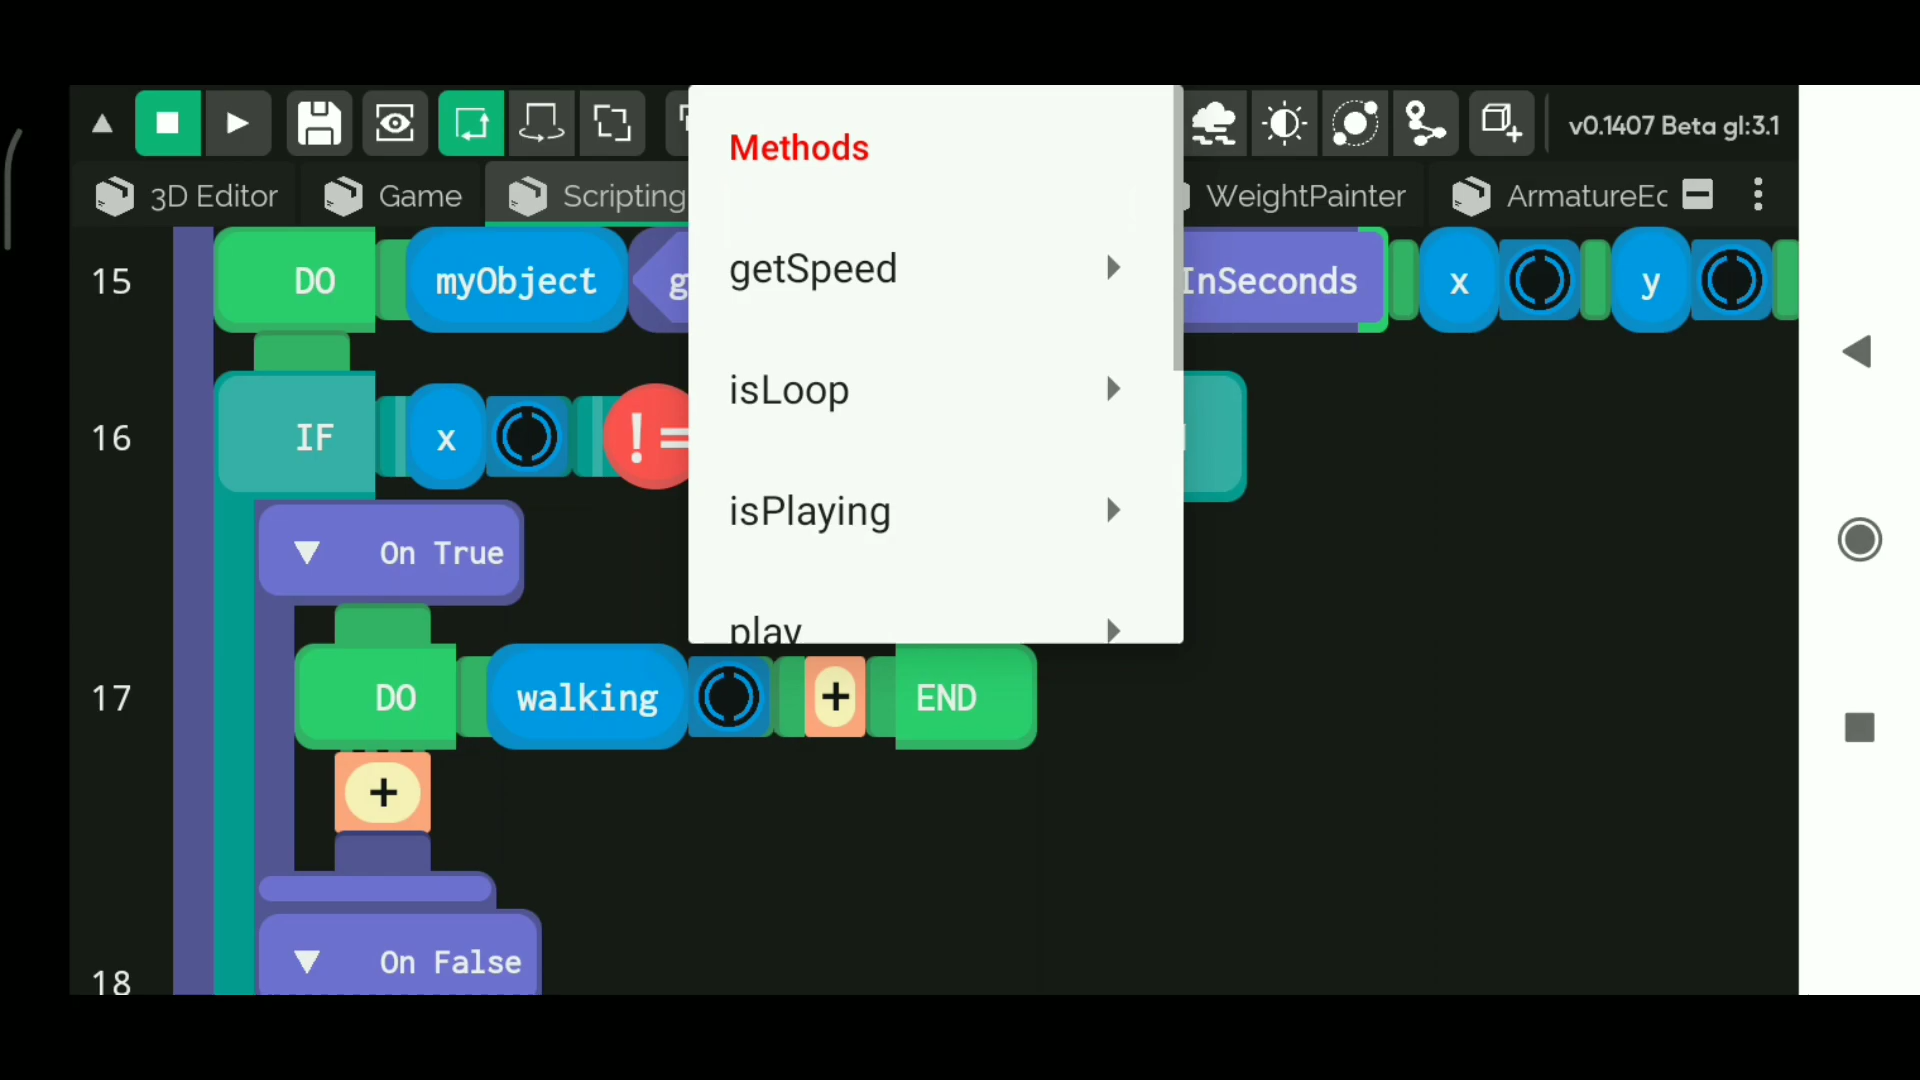 v0.1407 Beta gl:3.1
3D Editor Game Scripting WeightPainter ArmatureEc
Methods
getSpeed
isLoop
isPlaying
play
15 DO myObject g InSeconds x y
16 IF x !=
On True
17 DO walking + END
+
On False
18